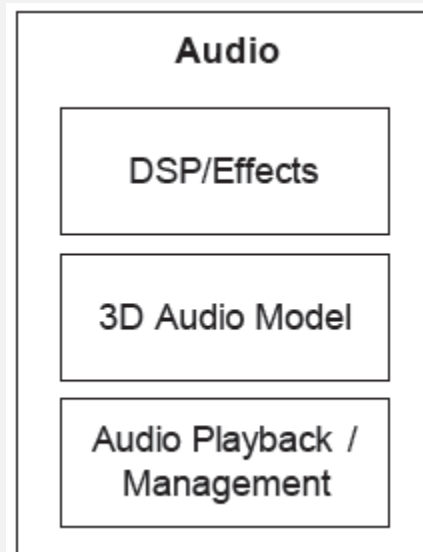 Audio
DSP/Effects
3D Audio Model
Audio Playback /
Management